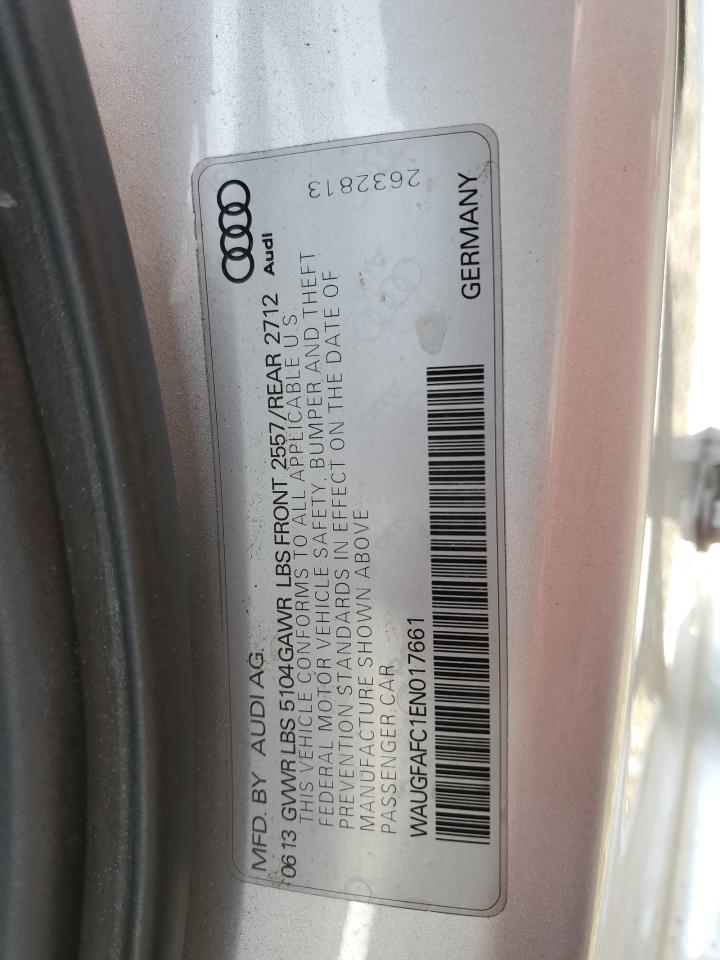 MFD. BY AUDI AG.
Audi
06 13 GVWR LBS 5104 GAWR LBS FRONT 2557/REAR 2712
THIS VEHICLE CONFORMS TO ALL APPLICABLE U.S.
FEDERAL MOTOR VEHICLE SAFETY, BUMPER AND THEFT
PREVENTION STANDARDS IN EFFECT ON THE DATE OF
MANUFACTURE SHOWN ABOVE
PASSENGER CAR
2632813
WAUGFAFC1EN017661
GERMANY